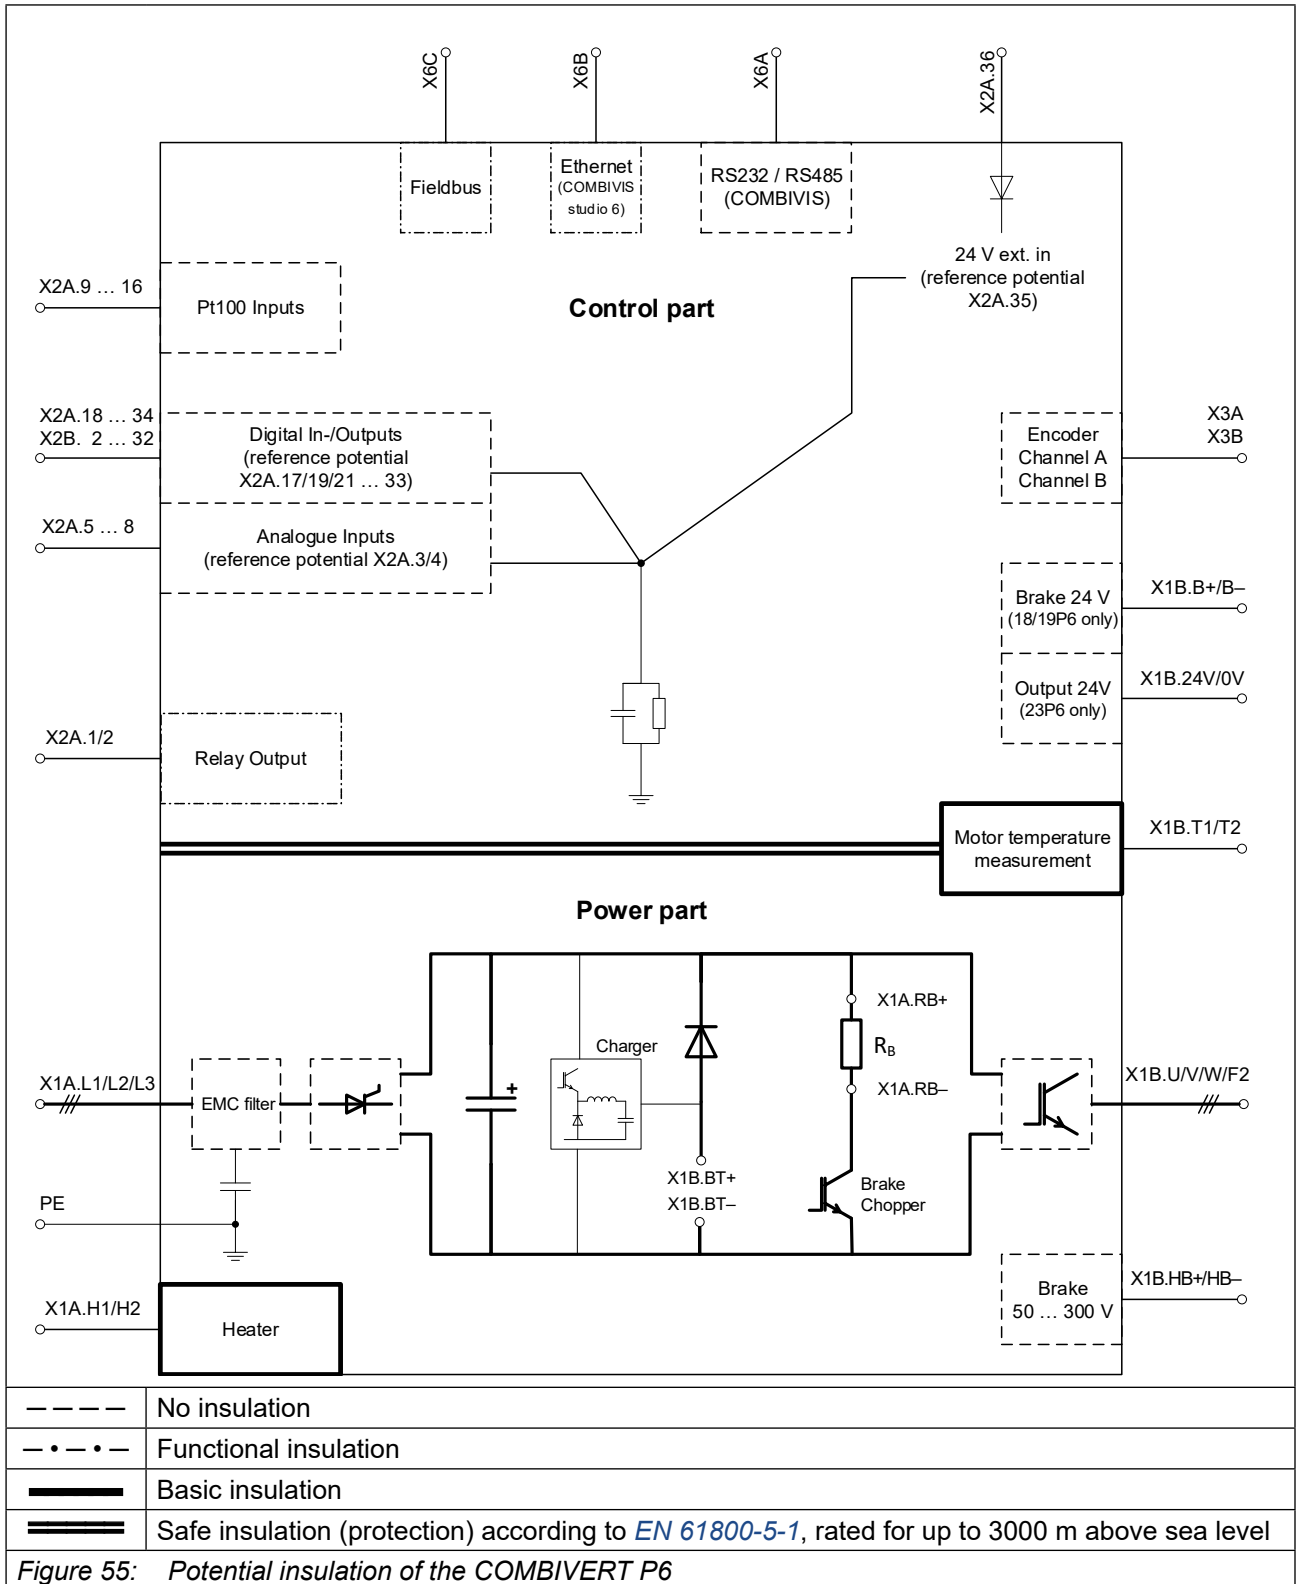 X6C
X6B
X6A
X2A.36
Fieldbus
Ethernet
(COMBIVIS
studio 6)
RS232 / RS485
(COMBIVIS)
24 V ext. in
(reference potential
X2A.35)
X2A.9 … 16
Pt100 Inputs
Control part
X2A.18 … 34
X2B. 2 … 32
Digital In-/Outputs
(reference potential
X2A.17/19/21 … 33)
Encoder
Channel A
Channel B
X3A
X3B
X2A.5 … 8
Analogue Inputs
(reference potential X2A.3/4)
Brake 24 V
(18/19P6 only)
X1B.B+/B–
Output 24V
(23P6 only)
X1B.24V/0V
X2A.1/2
Relay Output
Motor temperature
measurement
X1B.T1/T2
Power part
X1A.RB+
Charger
RB
X1A.RB–
X1A.L1/L2/L3
EMC filter
+
X1B.U/V/W/F2
X1B.BT+
X1B.BT–
Brake
Chopper
PE
Brake
50 … 300 V
X1B.HB+/HB–
X1A.H1/H2
Heater
No insulation
Functional insulation
Basic insulation
Safe insulation (protection) according to EN 61800-5-1, rated for up to 3000 m above sea level
Figure 55: Potential insulation of the COMBIVERT P6